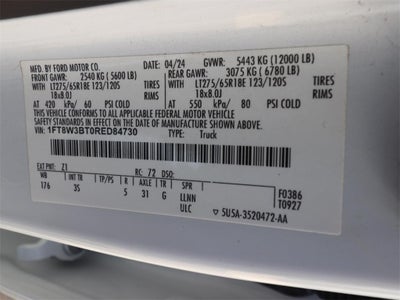 MFD. BY FORD MOTOR CO. 04/24 GVWR: 5443 KG (12000 LB)
FRONT GAWR: 2540 KG (5600 LB) REAR GAWR: 3075 KG (6780 LB)
LT275/65R18E 123/120S TIRES LT275/65R18E 123/120S TIRES
18x8.0J RIMS 18x8.0J RIMS
AT 420 kPa/ 60 PSI COLD AT 550 kPa/ 80 PSI COLD
THIS VEHICLE CONFORMS TO ALL APPLICABLE FEDERAL MOTOR VEHICLE
SAFETY STANDARDS IN EFFECT ON THE DATE OF MANUFACTURE SHOWN ABOVE.
VIN: 1FT8W3BT0RED84730 TYPE: Truck
EXT PNT: Z1 RC: 72 DSO:
WB INT TR TP/PS R AXLE TR SPR F0386
176 3S 5 31 G LLNN T0927
ULC 5U5A-3520472-AA